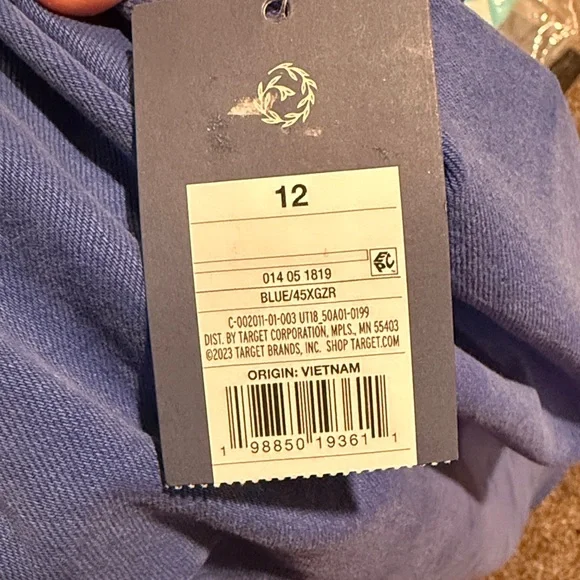 12
EPC
014 05 1819
BLUE/45XGZR
C-002011-01-003 UT18_50A01-0199
DIST. BY TARGET CORPORATION, MPLS., MN 55403
©2023 TARGET BRANDS, INC. SHOP TARGET.COM
ORIGIN: VIETNAM
1 98850 19361 1